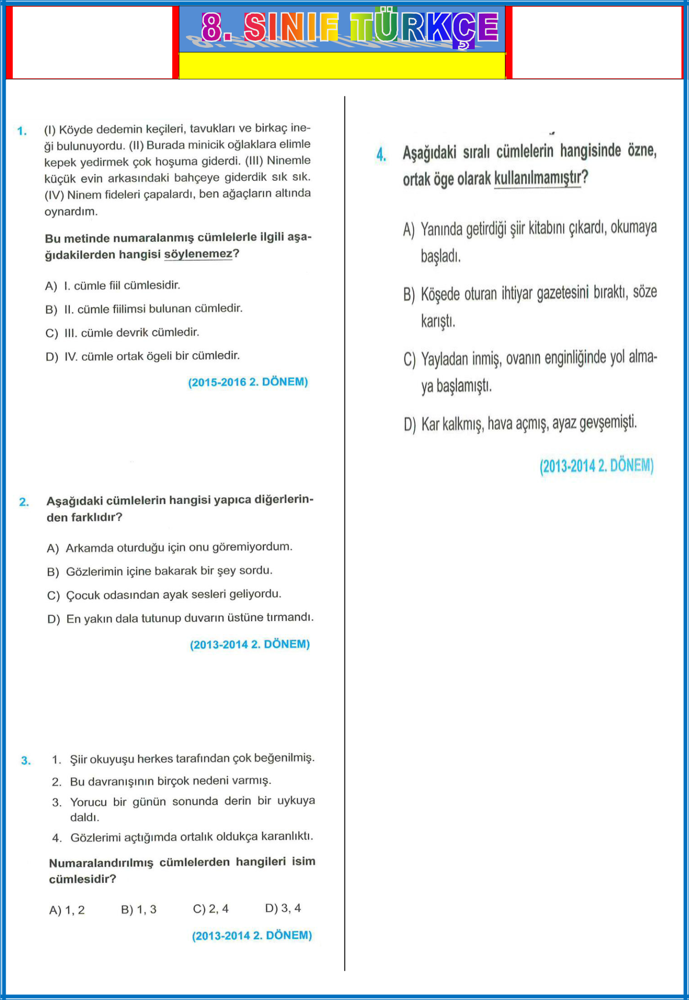 8. SINIF TÜRKÇE
1. (I) Köyde dedemin keçileri, tavukları ve birkaç ine-
ği bulunuyordu. (II) Burada minicik oğlaklara elimle
kepek yedirmek çok hoşuma giderdi. (III) Ninemle
küçük evin arkasındaki bahçeye giderdik sık sık.
(IV) Ninem fideleri çapalardı, ben ağaçların altında
oynardım.
Bu metinde numaralanmış cümlelerle ilgili aşa-
ğıdakilerden hangisi söylenemez?
A) I. cümle fiil cümlesidir.
B) II. cümle fiilimsi bulunan cümledir.
C) III. cümle devrik cümledir.
D) IV. cümle ortak ögeli bir cümledir.
(2015-2016 2. DÖNEM)
2. Aşağıdaki cümlelerin hangisi yapıca diğerlerin-
den farklıdır?
A) Arkamda oturduğu için onu göremiyordum.
B) Gözlerimin içine bakarak bir şey sordu.
C) Çocuk odasından ayak sesleri geliyordu.
D) En yakın dala tutunup duvarın üstüne tırmandı.
(2013-2014 2. DÖNEM)
3. 1. Şiir okuyuşu herkes tarafından çok beğenilmiş.
2. Bu davranışının birçok nedeni varmış.
3. Yorucu bir günün sonunda derin bir uykuya
daldı.
4. Gözlerimi açtığımda ortalık oldukça karanlıktı.
Numaralandırılmış cümlelerden hangileri isim
cümlesidir?
A) 1, 2 B) 1, 3 C) 2, 4 D) 3, 4
(2013-2014 2. DÖNEM)
4. Aşağıdaki sıralı cümlelerin hangisinde özne,
ortak öge olarak kullanılmamıştır?
A) Yanında getirdiği şiir kitabını çıkardı, okumaya
başladı.
B) Köşede oturan ihtiyar gazetesini bıraktı, söze
karıştı.
C) Yayladan inmiş, ovanın enginliğinde yol alma-
ya başlamıştı.
D) Kar kalkmış, hava açmış, ayaz gevşemişti.
(2013-2014 2. DÖNEM)